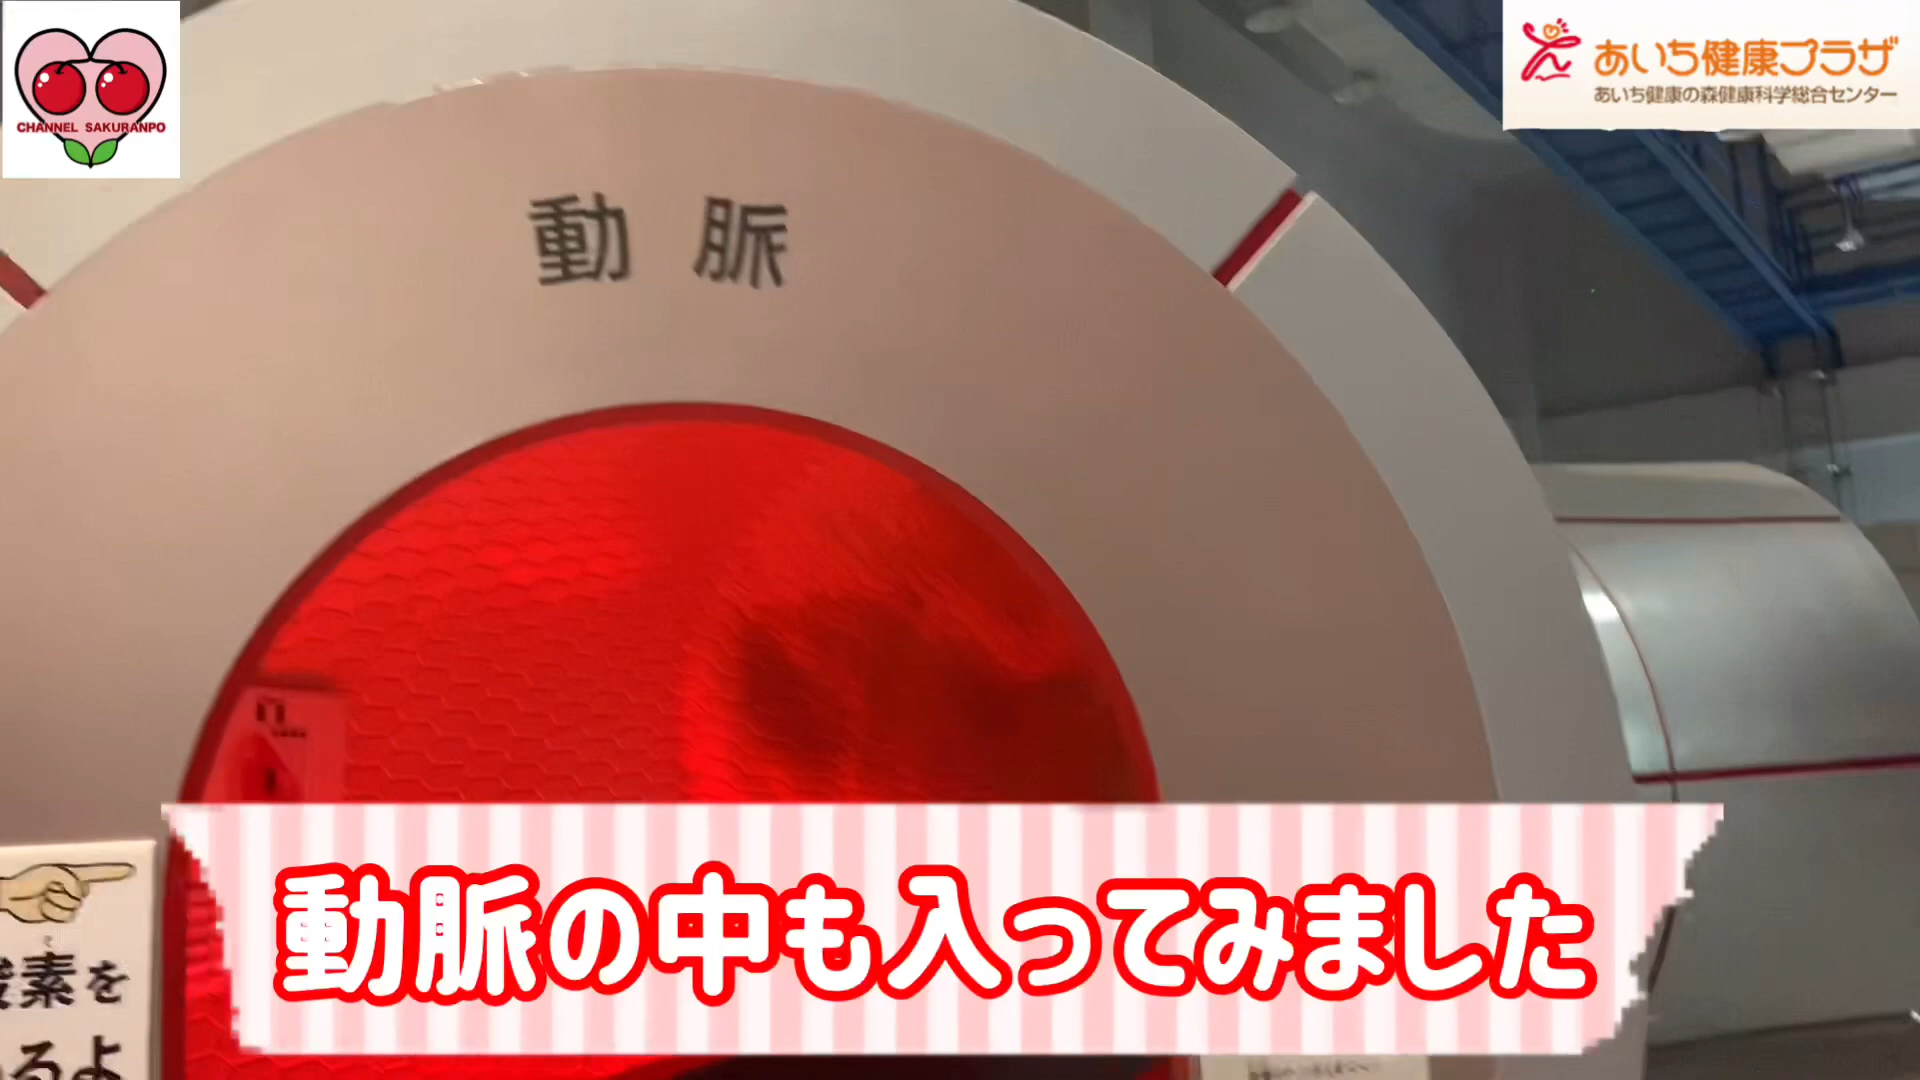 CHANNEL SAKURANPO
あいち健康プラザ
あいち健康の森健康科学総合センター
動脈
素を
るよ
動脈の中も入ってみました